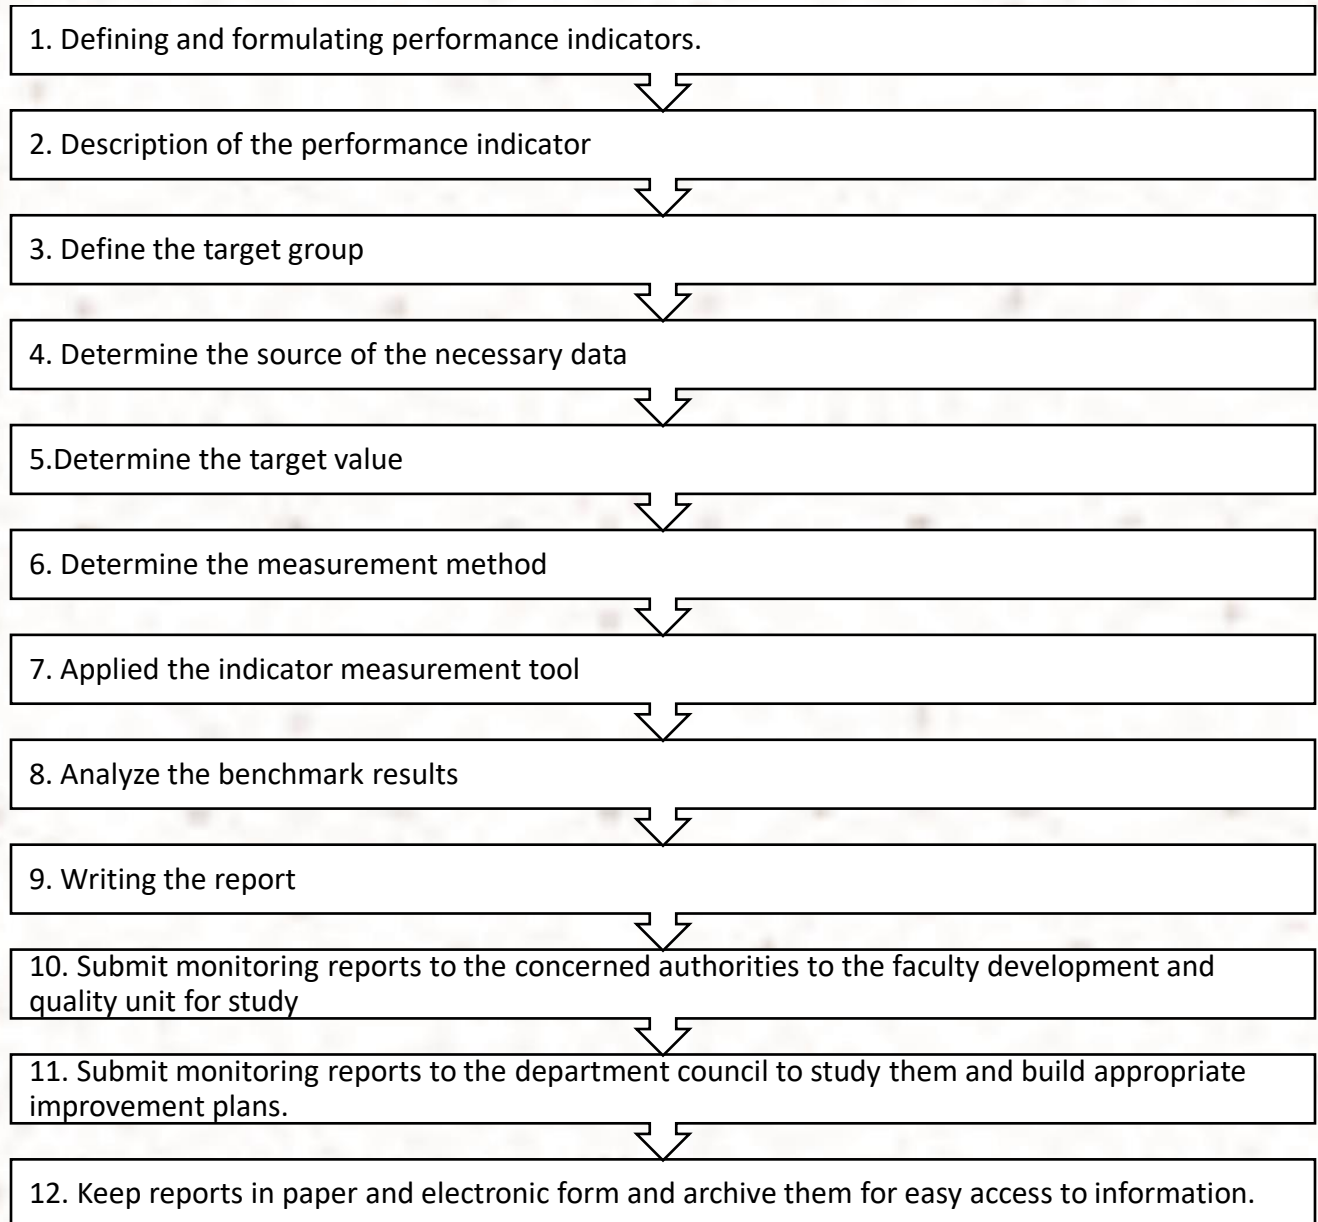 1. Defining and formulating performance indicators.
2. Description of the performance indicator
3. Define the target group
4. Determine the source of the necessary data
5.Determine the target value
6. Determine the measurement method
7. Applied the indicator measurement tool
8. Analyze the benchmark results
9. Writing the report
10. Submit monitoring reports to the concerned authorities to the faculty development and
quality unit for study
11. Submit monitoring reports to the department council to study them and build appropriate
improvement plans.
12. Keep reports in paper and electronic form and archive them for easy access to information.